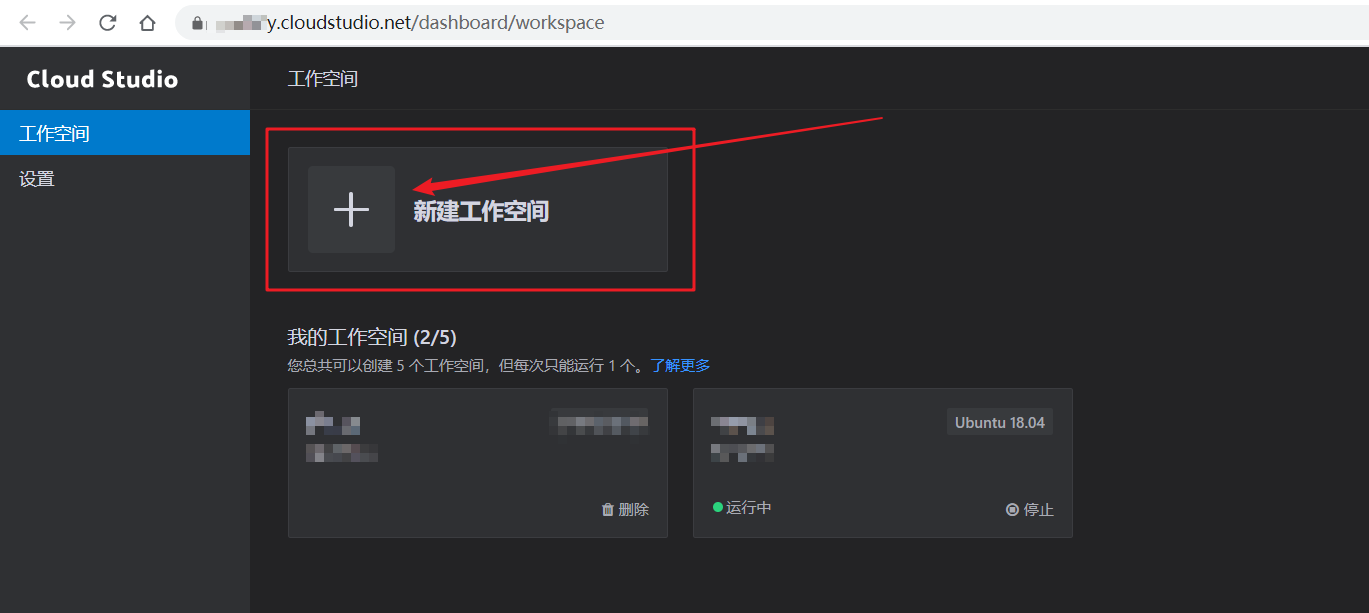 y.cloudstudio.net/dashboard/workspace
Cloud Studio
工作空间
设置
工作空间
新建工作空间
我的工作空间 (2/5)
您总共可以创建 5 个工作空间，但每次只能运行 1 个。了解更多
删除
Ubuntu 18.04
运行中
停止